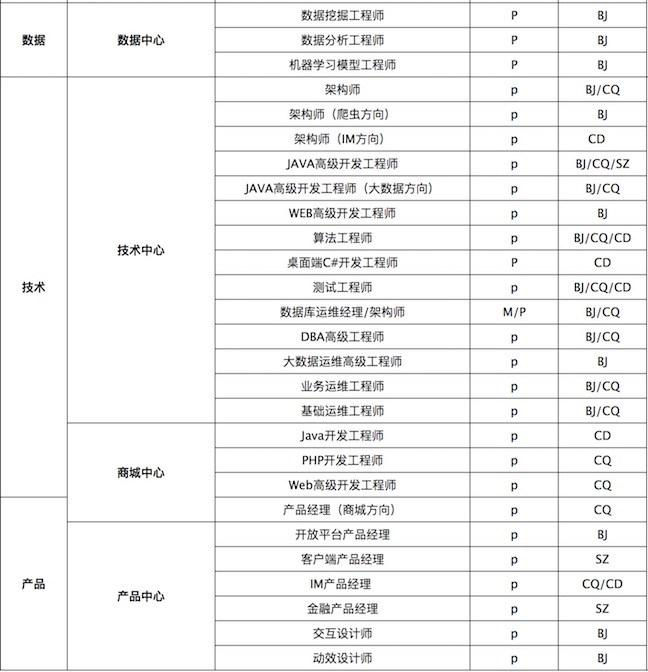 数据挖掘工程师 P BJ
数据 数据中心 数据分析工程师 P BJ
机器学习模型工程师 P BJ
架构师 p BJ/CQ
架构师（爬虫方向） p BJ
架构师（IM方向） p CD
JAVA高级开发工程师 p BJ/CQ/SZ
JAVA高级开发工程师（大数据方向） p BJ/CQ
WEB高级开发工程师 p BJ
技术中心 算法工程师 p BJ/CQ/CD
桌面端C#开发工程师 P CD
技术 测试工程师 p BJ/CQ/CD
数据库运维经理/架构师 M/P BJ/CQ
DBA高级工程师 p BJ/CQ
大数据运维高级工程师 p BJ
业务运维工程师 p BJ/CQ
基础运维工程师 p BJ/CQ
Java开发工程师 p CD
商城中心 PHP开发工程师 p CQ
Web高级开发工程师 p CQ
产品经理（商城方向） p CQ
开放平台产品经理 p BJ
客户端产品经理 p SZ
产品 IM产品经理 p CQ/CD
产品中心 金融产品经理 p SZ
交互设计师 p BJ
动效设计师 p BJ